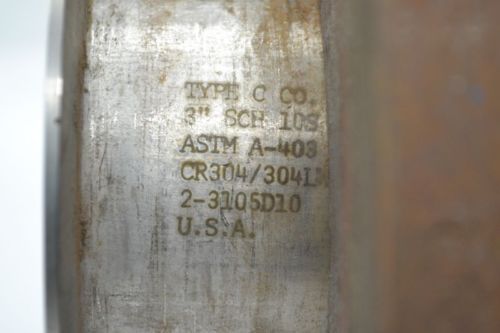 TYPE C CO.
3" SCH 10S
ASTM A-403
CR304/304L
2-3105D10
U.S.A.